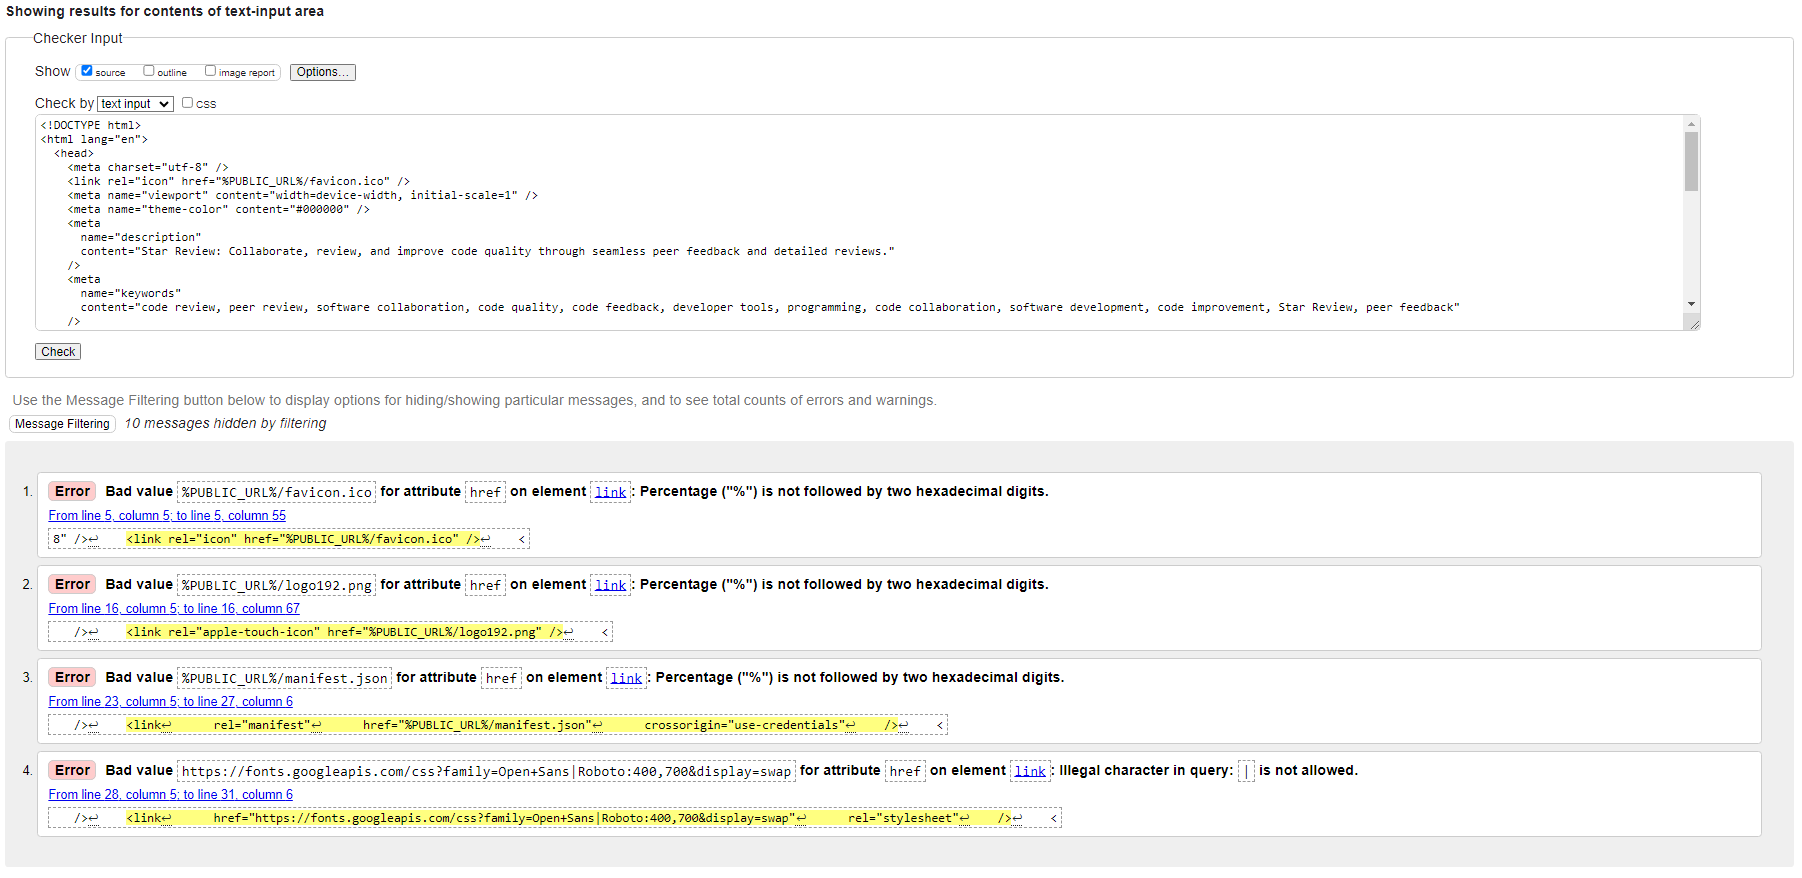 Showing results for contents of text-input area
Checker Input
Show source outline image report Options...
Check by text input css
<!DOCTYPE html>
<html lang="en">
  <head>
    <meta charset="utf-8" />
    <link rel="icon" href="%PUBLIC_URL%/favicon.ico" />
    <meta name="viewport" content="width=device-width, initial-scale=1" />
    <meta name="theme-color" content="#000000" />
    <meta
      name="description"
      content="Star Review: Collaborate, review, and improve code quality through seamless peer feedback and detailed reviews."
    />
    <meta
      name="keywords"
      content="code review, peer review, software collaboration, code quality, code feedback, developer tools, programming, code collaboration, software development, code improvement, Star Review, peer feedback"
    />
Check
Use the Message Filtering button below to display options for hiding/showing particular messages, and to see total counts of errors and warnings.
Message Filtering 10 messages hidden by filtering
1. Error Bad value %PUBLIC_URL%/favicon.ico for attribute href on element link: Percentage ("%") is not followed by two hexadecimal digits.
From line 5, column 5; to line 5, column 55
8" />↩    <link rel="icon" href="%PUBLIC_URL%/favicon.ico" />↩    <
2. Error Bad value %PUBLIC_URL%/logo192.png for attribute href on element link: Percentage ("%") is not followed by two hexadecimal digits.
From line 16, column 5; to line 16, column 67
/>↩    <link rel="apple-touch-icon" href="%PUBLIC_URL%/logo192.png" />↩    <
3. Error Bad value %PUBLIC_URL%/manifest.json for attribute href on element link: Percentage ("%") is not followed by two hexadecimal digits.
From line 23, column 5; to line 27, column 6
/>↩    <link↩      rel="manifest"↩      href="%PUBLIC_URL%/manifest.json"↩      crossorigin="use-credentials"↩    />↩    <
4. Error Bad value https://fonts.googleapis.com/css?family=Open+Sans|Roboto:400,700&display=swap for attribute href on element link: Illegal character in query: | is not allowed.
From line 28, column 5; to line 31, column 6
/>↩    <link↩      href="https://fonts.googleapis.com/css?family=Open+Sans|Roboto:400,700&display=swap"↩      rel="stylesheet"↩    />↩    <